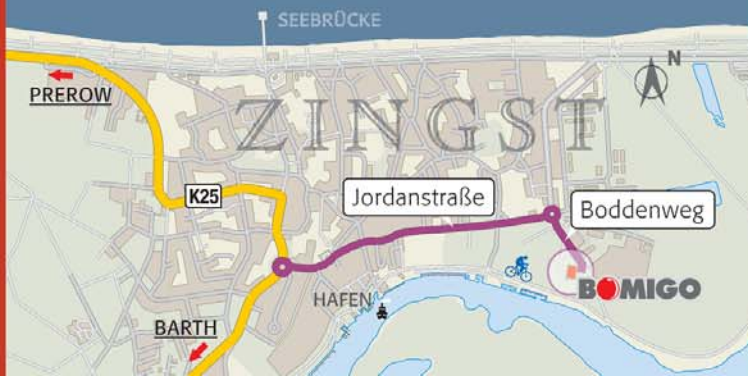 SEEBRÜCKE
N
PREROW
ZINGST
K25
Jordanstraße
Boddenweg
HAFEN
BOMIGO
BARTH